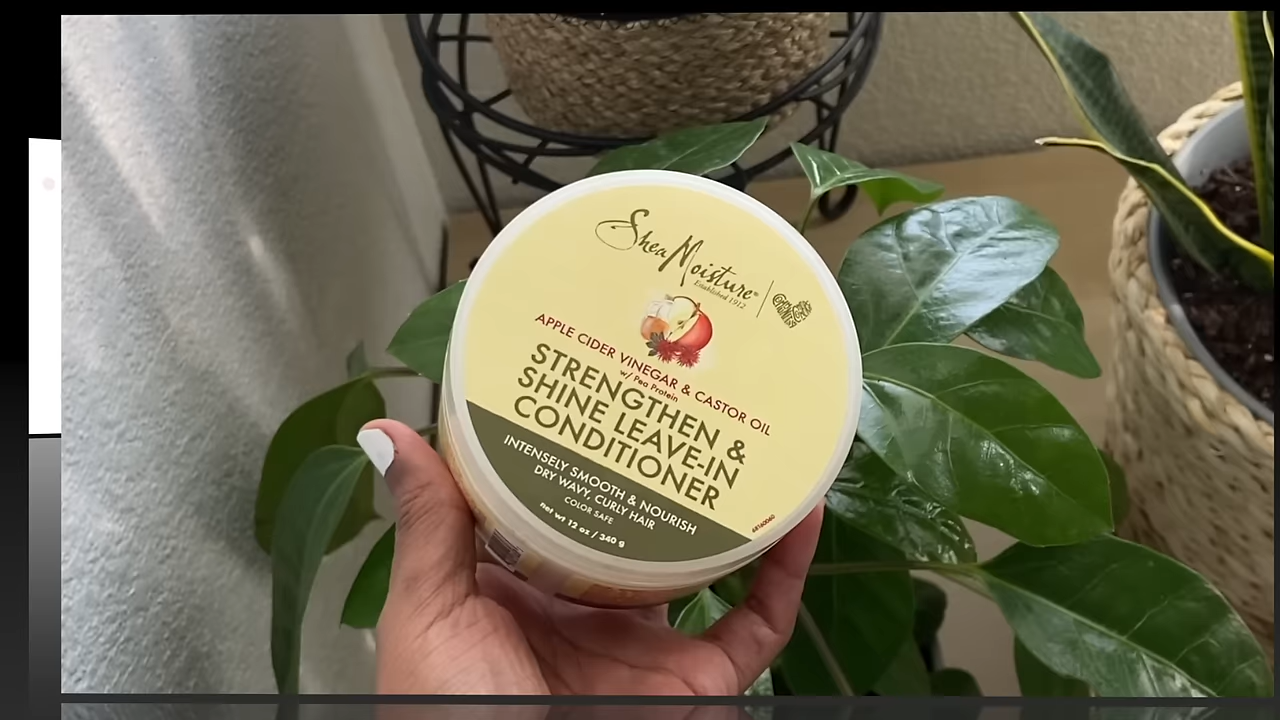 SheaMoisture®
Established 1912
APPLE CIDER VINEGAR & CASTOR OIL
w/ Pea Protein
STRENGTHEN &
SHINE LEAVE-IN
CONDITIONER
INTENSELY SMOOTH & NOURISH
DRY WAVY, CURLY HAIR
COLOR SAFE
net wt 12 oz / 340 g